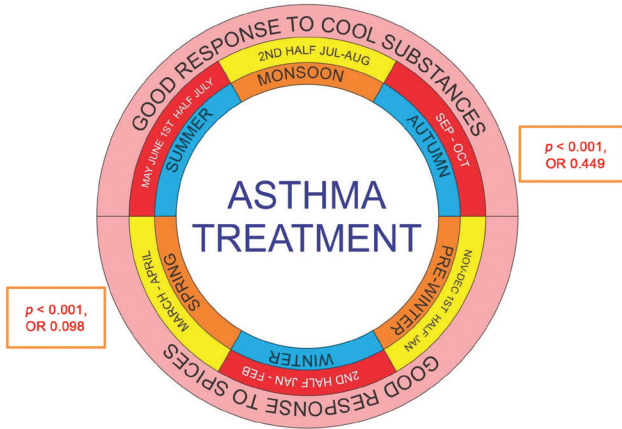 GOOD RESPONSE TO COOL SUBSTANCES
MAY JUNE 1ST HALF JULY
2ND HALF JUL-AUG
SEP - OCT
SUMMER
MONSOON
AUTUMN
ASTHMA
TREATMENT
p < 0.001,
OR 0.449
p < 0.001,
OR 0.098
SPRING
WINTER
PRE-WINTER
MARCH - APRIL
2ND HALF JAN - FEB
NOV-DEC 1ST HALF JAN
GOOD RESPONSE TO SPICES